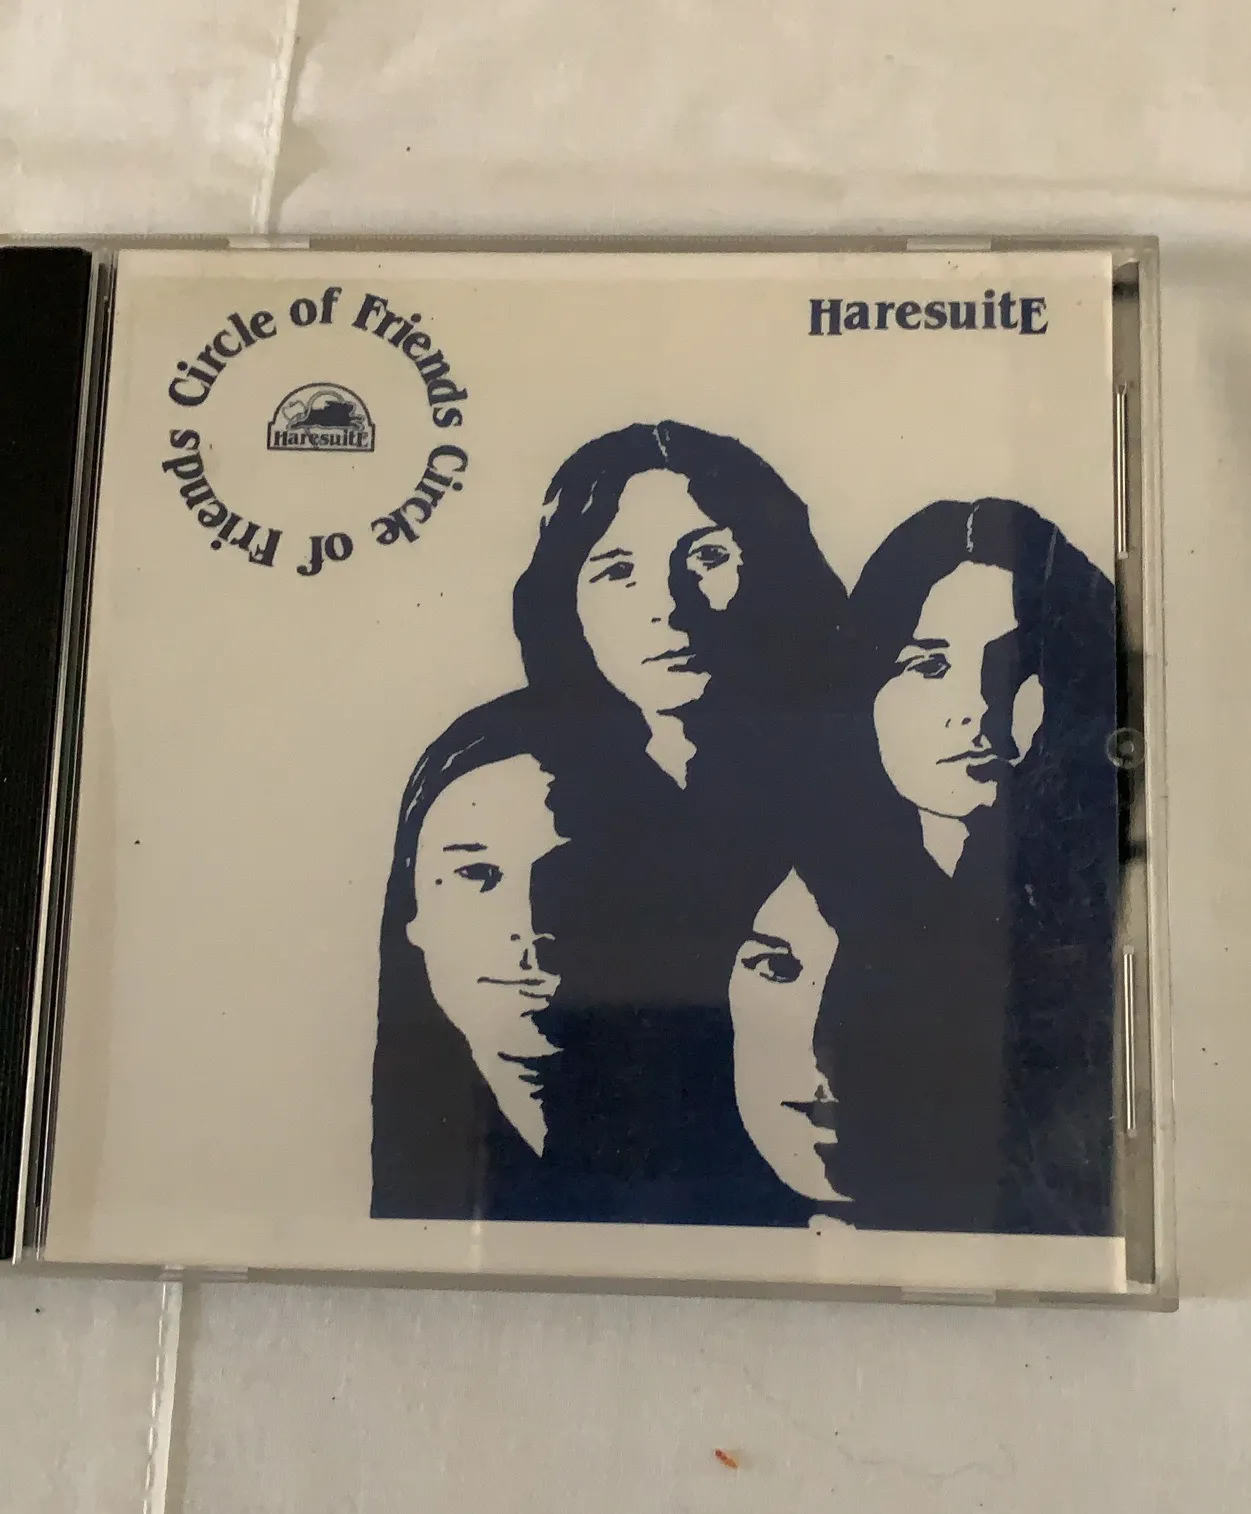 Circle of Friends Circle of Friends
HaresuitE
HaresuitE